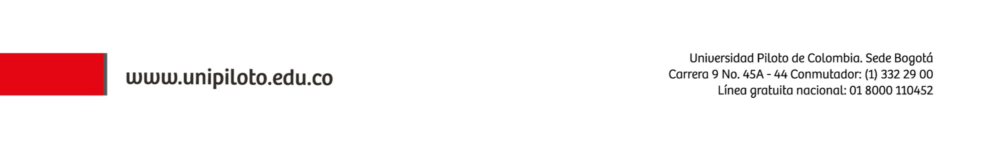 www.unipiloto.edu.co
Universidad Piloto de Colombia. Sede Bogotá
Carrera 9 No. 45A - 44 Conmutador: (1) 332 29 00
Línea gratuita nacional: 01 8000 110452